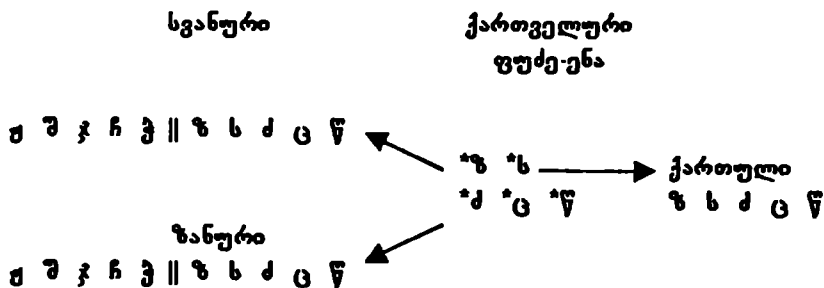 სვანური
ქართველური
ფუძე-ენა
ჟ შ ჯ ჩ ჭ || ზ ს ძ ც წ
*ზ *ს
*ძ *ც *წ
ქართული
ზ ს ძ ც წ
ზანური
ჟ შ ჯ ჩ ჭ || ზ ს ძ ც წ